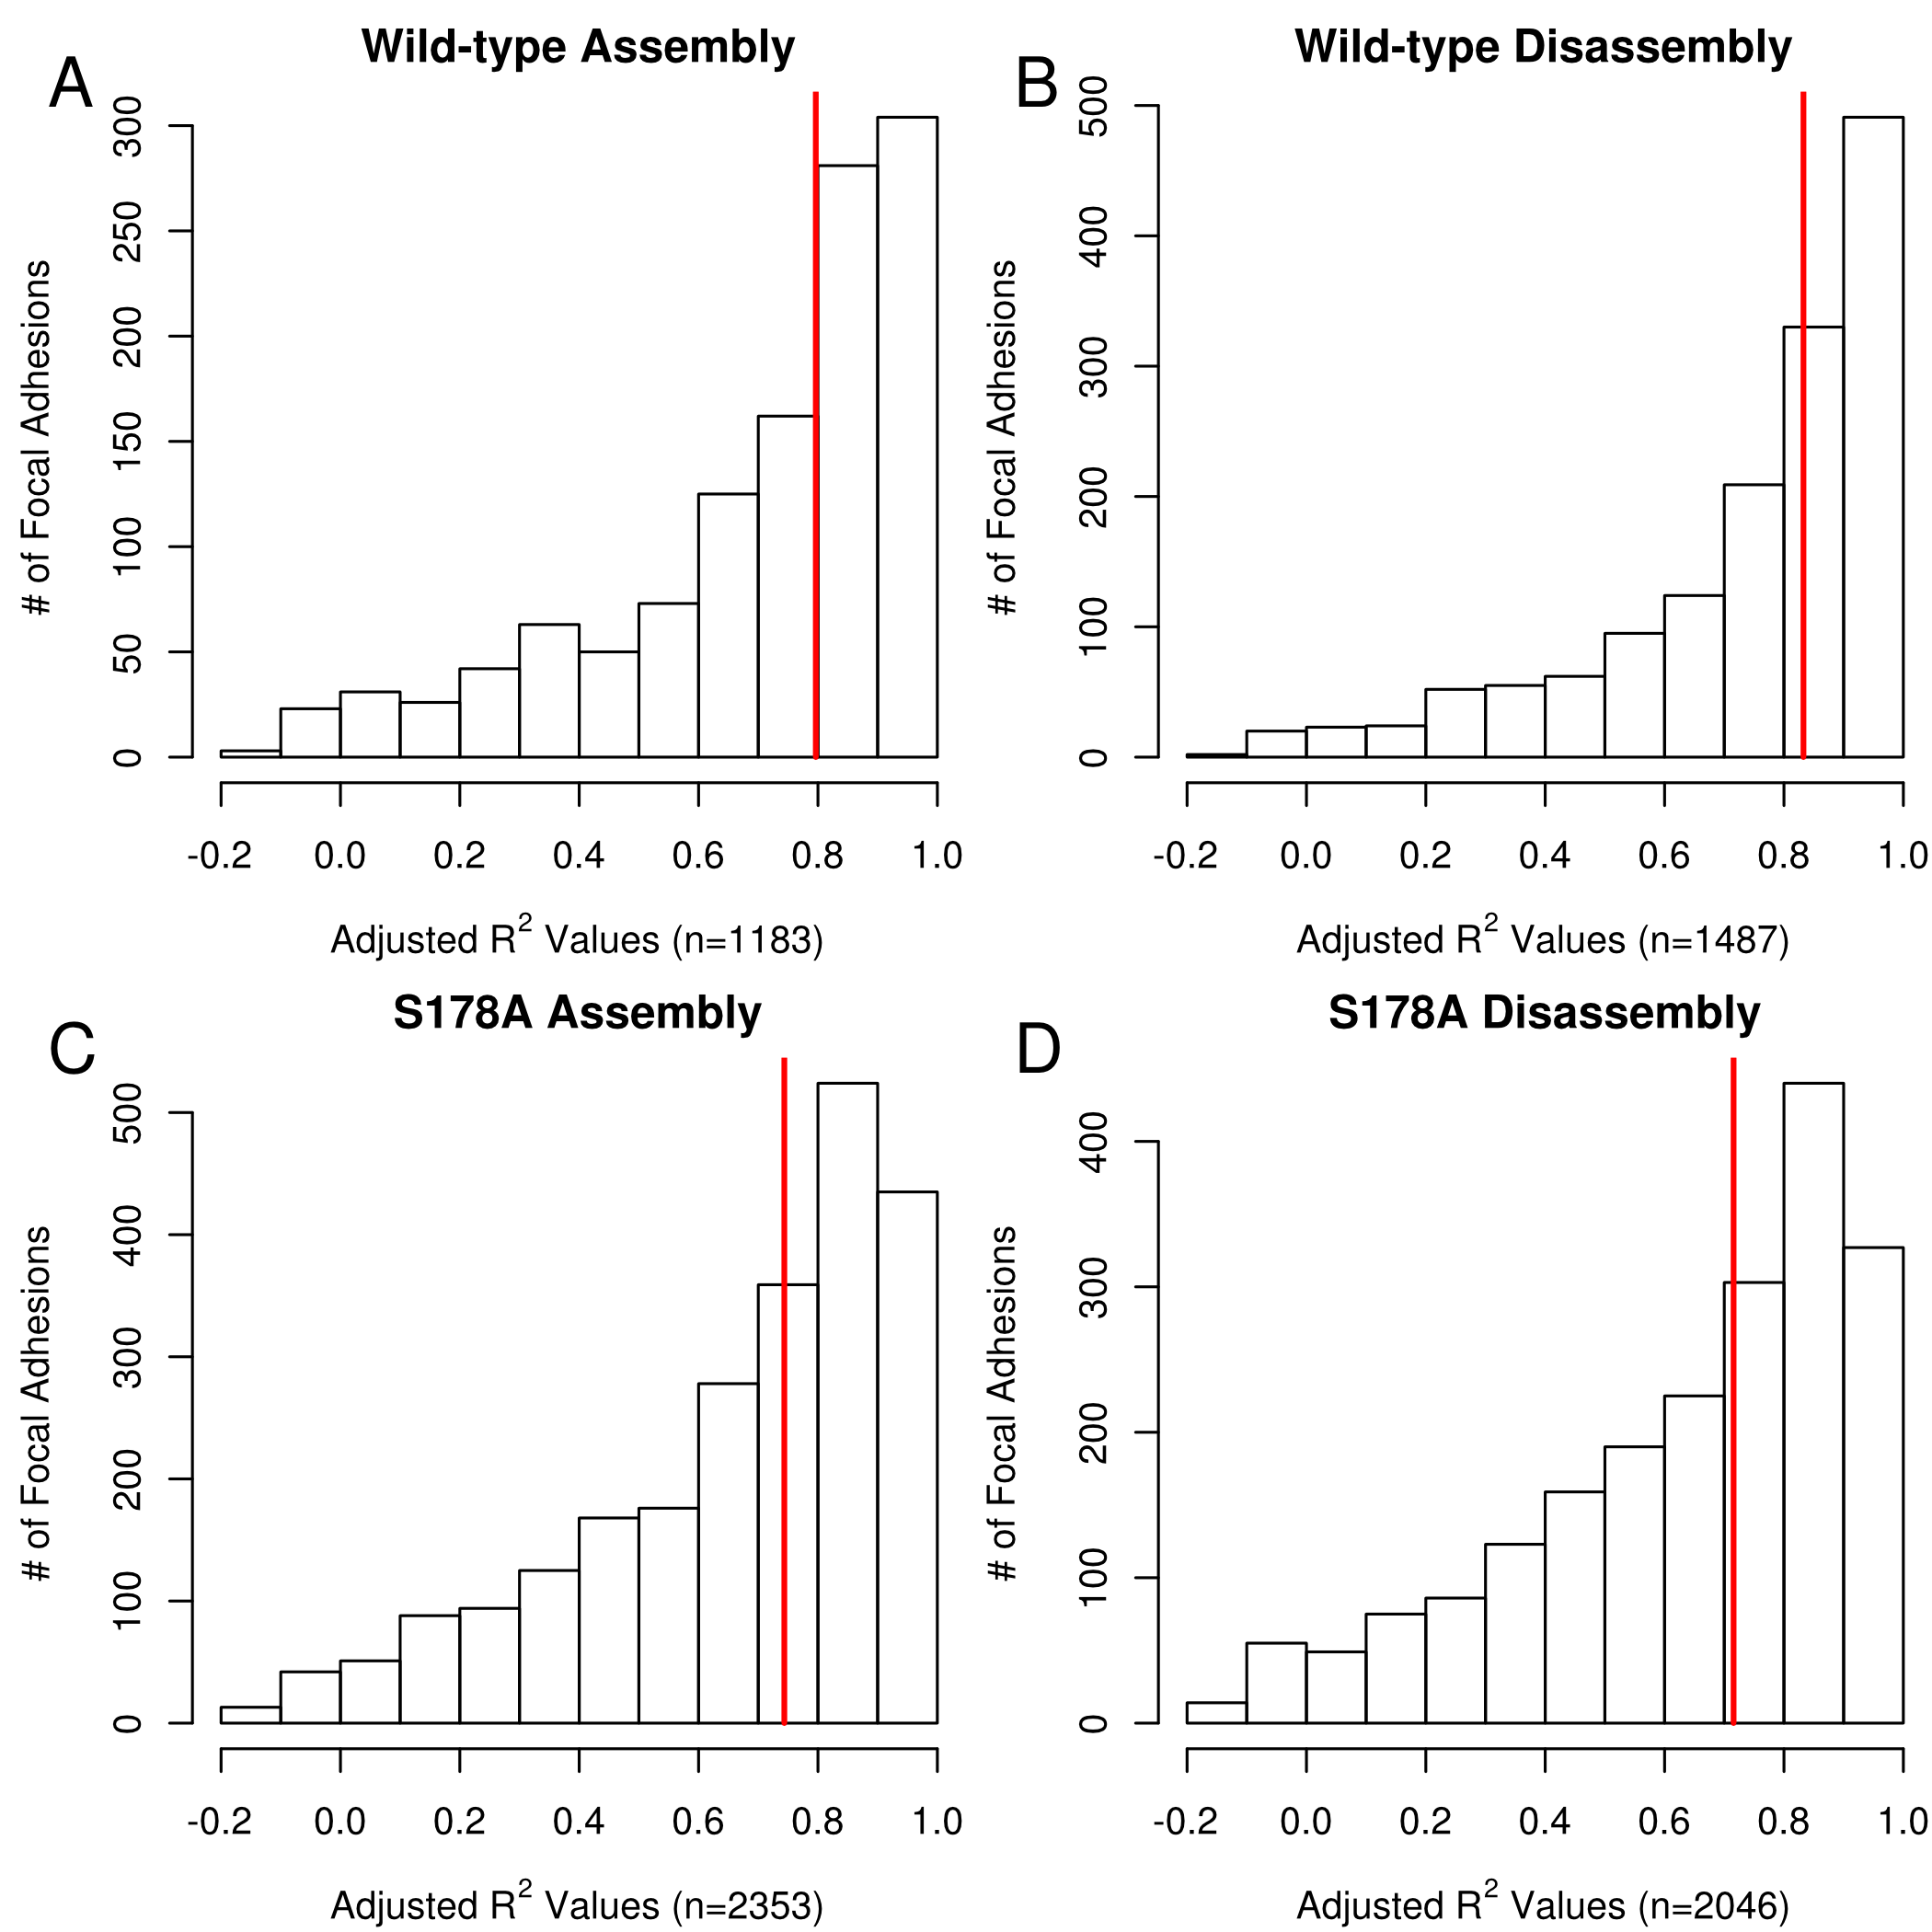 A
Wild-type Assembly
# of Focal Adhesions
300
250
200
150
100
50
0
-0.2 0.0 0.2 0.4 0.6 0.8 1.0
Adjusted R² Values (n=1183)
B
Wild-type Disassembly
# of Focal Adhesions
500
400
300
200
100
0
-0.2 0.0 0.2 0.4 0.6 0.8 1.0
Adjusted R² Values (n=1487)
C
S178A Assembly
# of Focal Adhesions
500
400
300
200
100
0
-0.2 0.0 0.2 0.4 0.6 0.8 1.0
Adjusted R² Values (n=2353)
D
S178A Disassembly
# of Focal Adhesions
400
300
200
100
0
-0.2 0.0 0.2 0.4 0.6 0.8 1.0
Adjusted R² Values (n=2046)